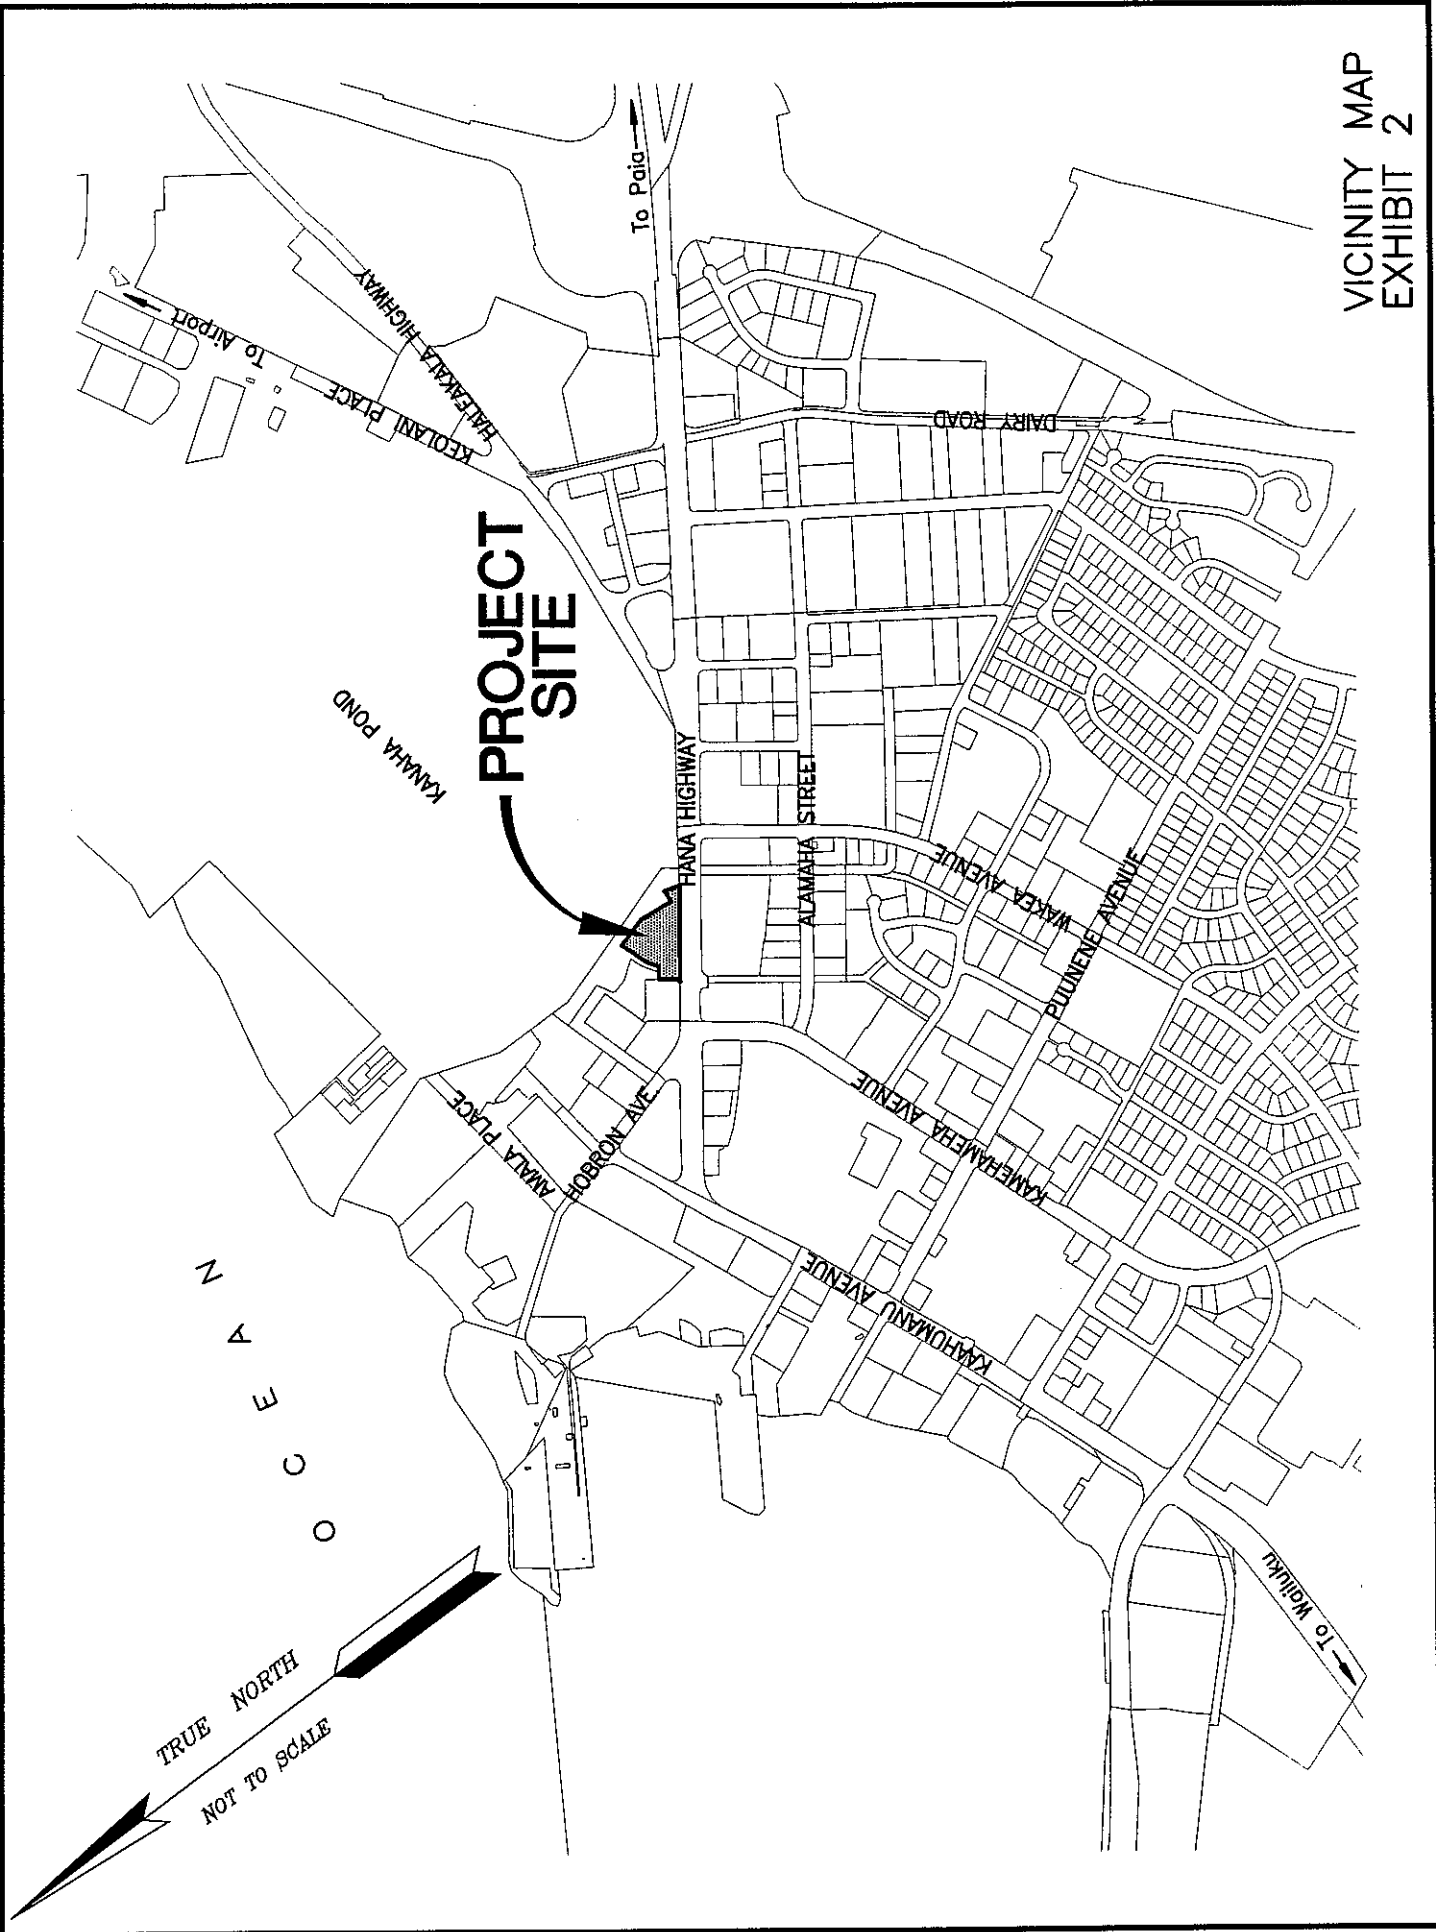 TRUE NORTH
NOT TO SCALE
OCEAN
KANAHA POND
To Airport
KEOLANI PLACE
HALEAKALA HIGHWAY
PROJECT
SITE
To Paia
HANA HIGHWAY
ALAMAHA STREET
DAIRY ROAD
AMALA PLACE
HOBRON AVE.
WAKEA AVENUE
PUUNENE AVENUE
KAMEHAMEHA AVENUE
KAAHUMANU AVENUE
To Wailuku
VICINITY MAP
EXHIBIT 2